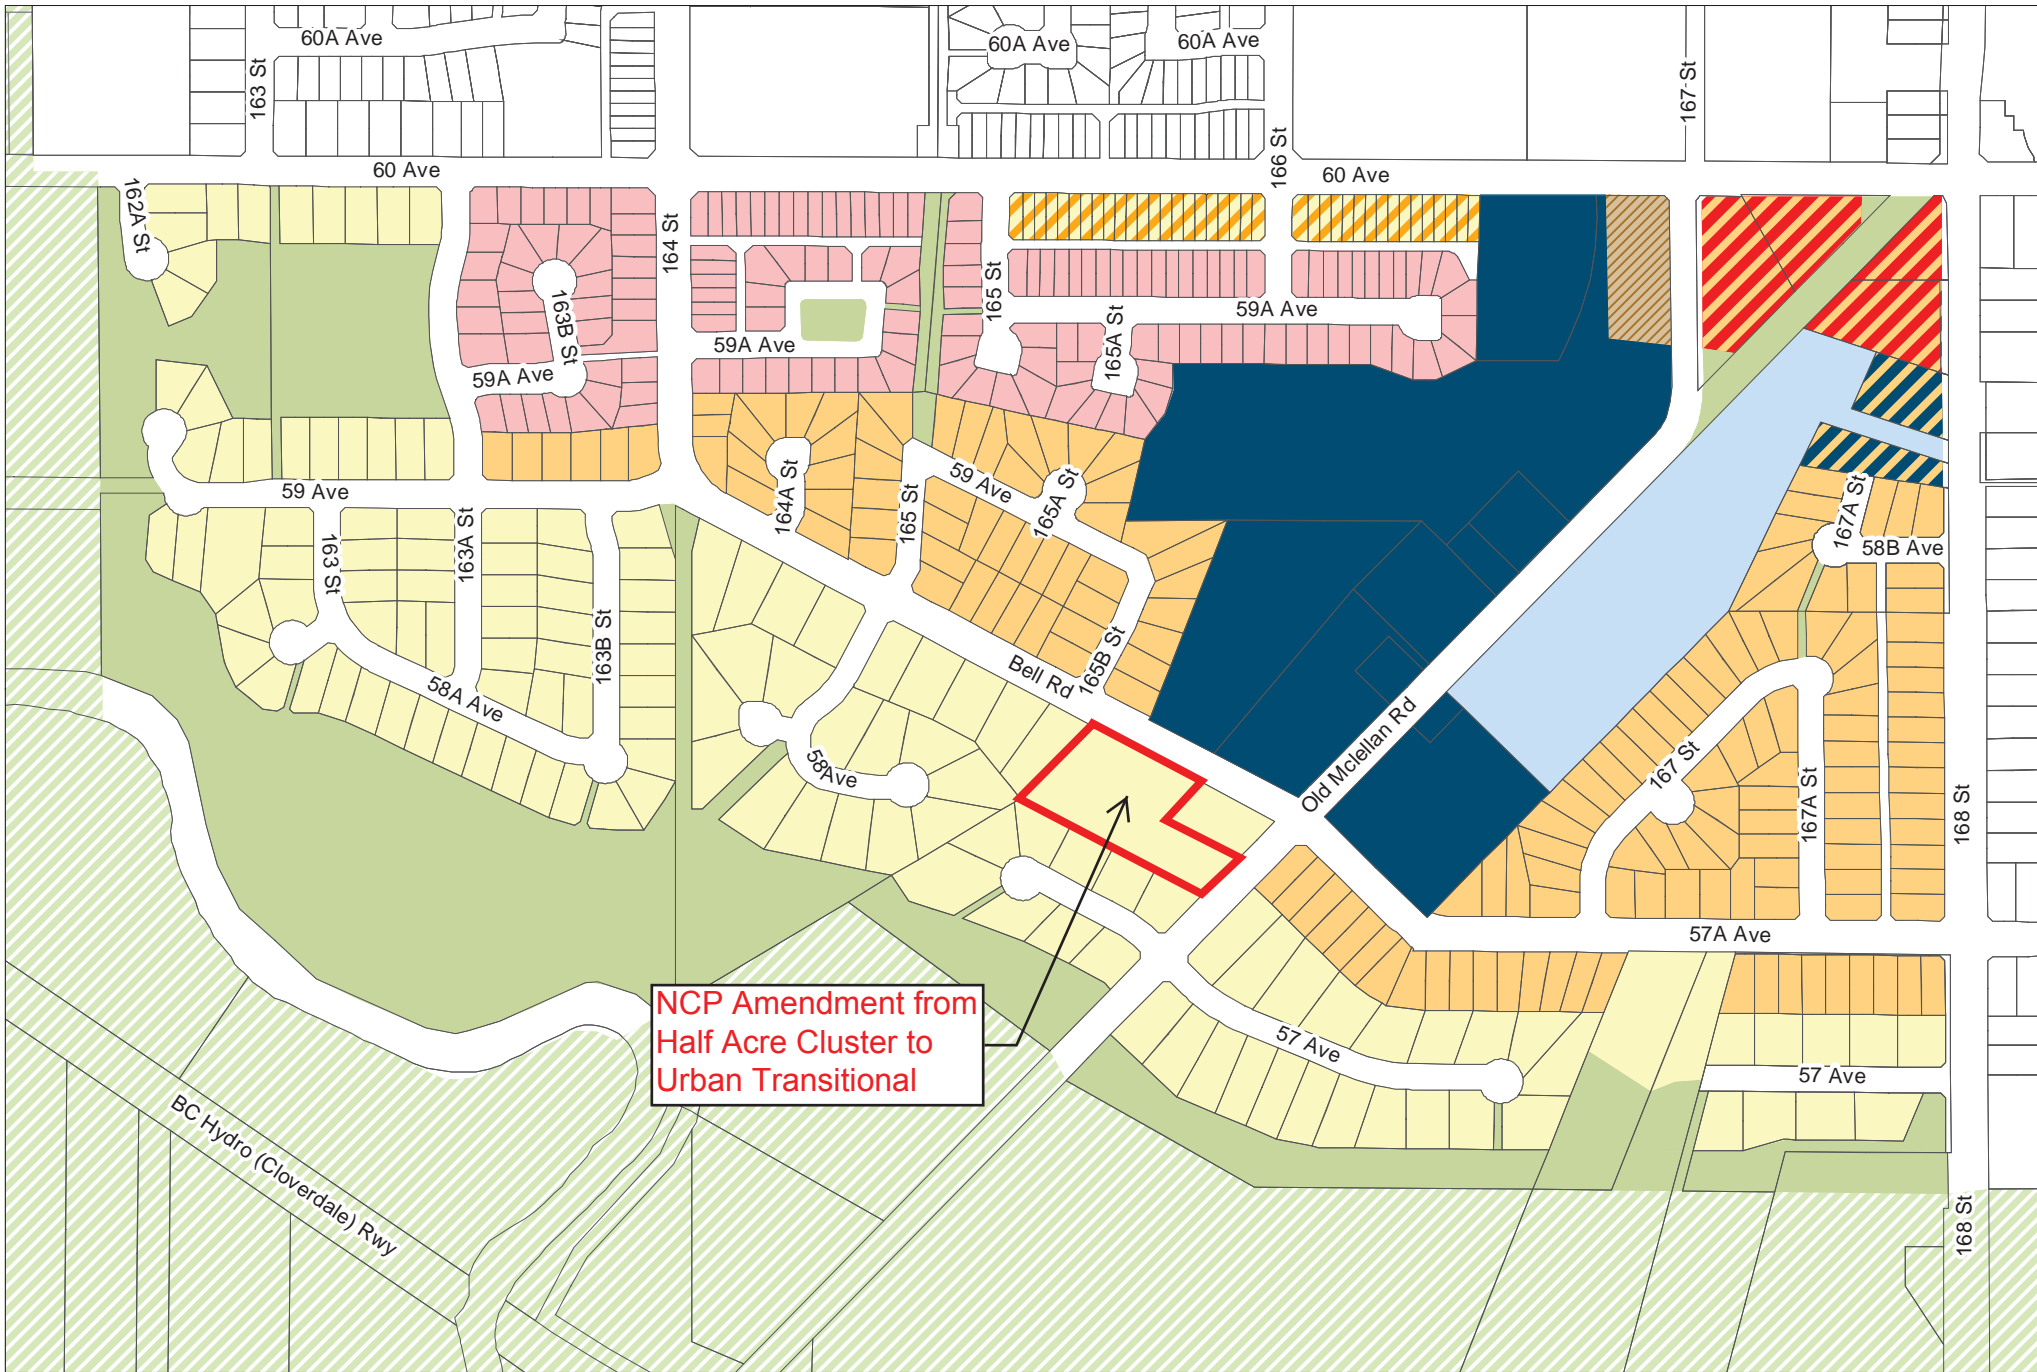 60A Ave
60A Ave
60A Ave
163 St
167 St
166 St
60 Ave
60 Ave
162A St
164 St
165 St
163B St
59A Ave
165A St
59A Ave
59A Ave
59 Ave
164A St
165 St
59 Ave
165A St
167A St
58B Ave
163 St
163A St
163B St
165B St
Bell Rd
58A Ave
58 Ave
Old Mclellan Rd
167 St
167A St
168 St
57A Ave
NCP Amendment from
Half Acre Cluster to
Urban Transitional
57 Ave
57 Ave
BC Hydro (Cloverdale) Rwy
168 St